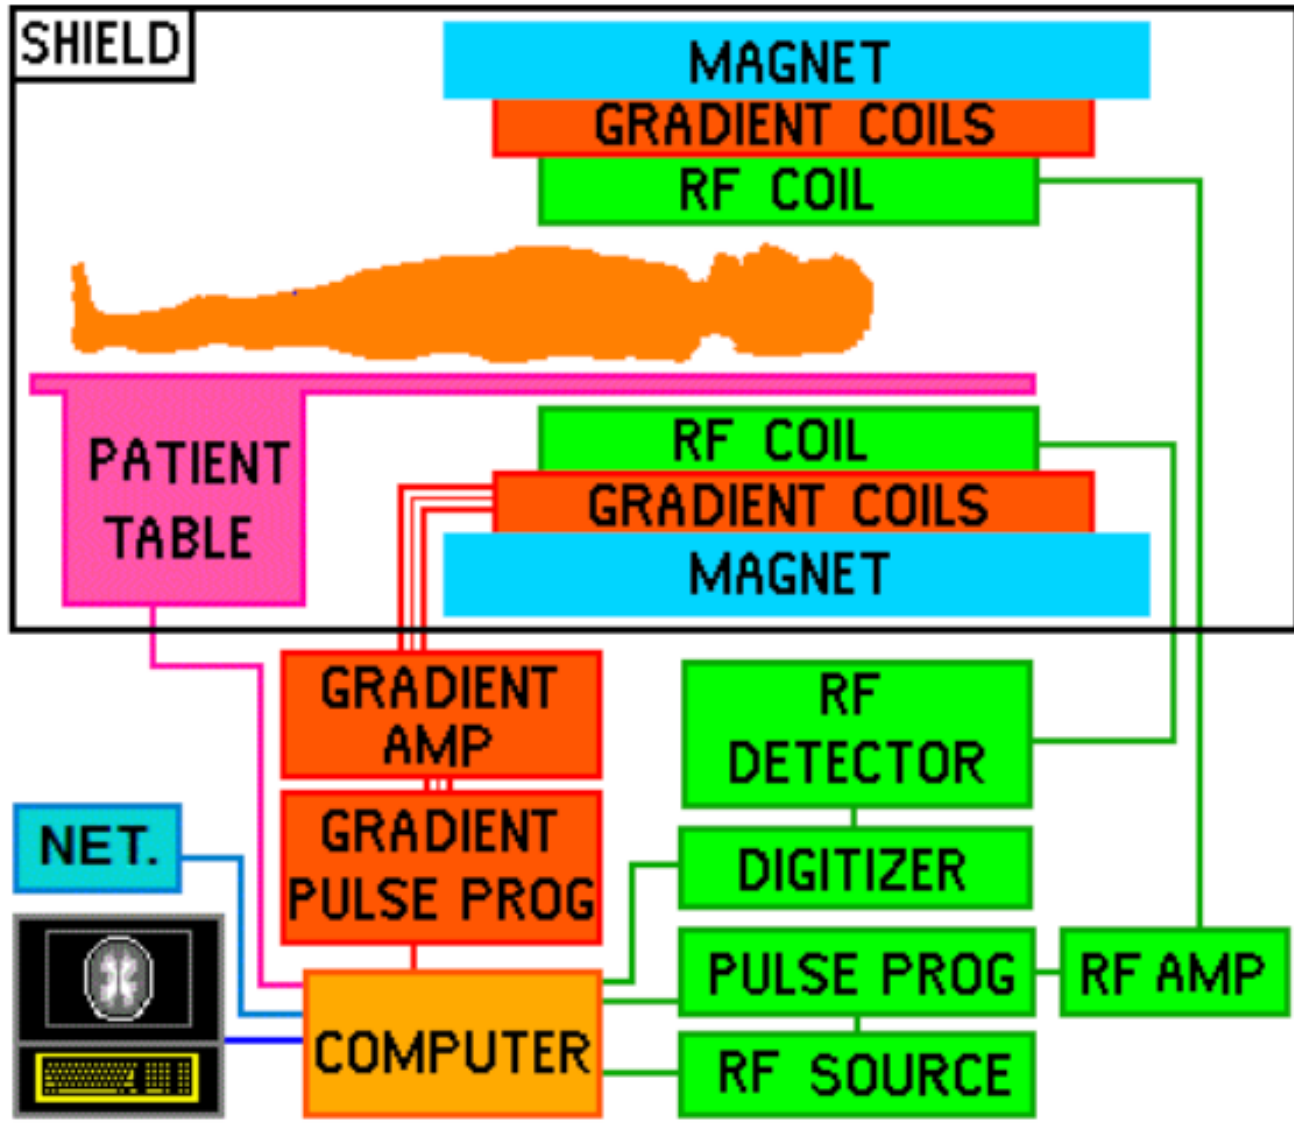 SHIELD
MAGNET
GRADIENT COILS
RF COIL
RF COIL
GRADIENT COILS
MAGNET
PATIENT
TABLE
GRADIENT
AMP
RF
DETECTOR
NET.
GRADIENT
PULSE PROG
DIGITIZER
PULSE PROG
RF AMP
COMPUTER
RF SOURCE